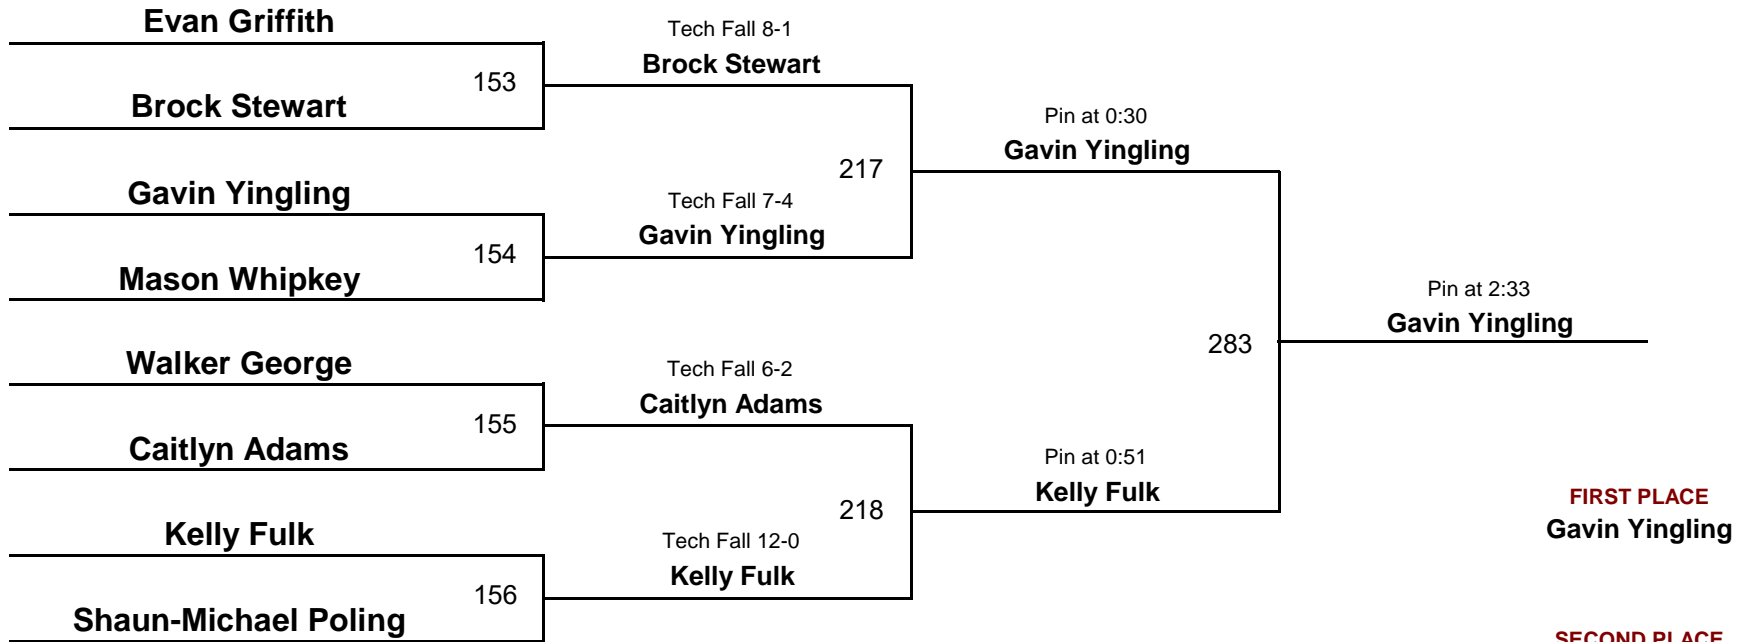 Evan Griffith
153
Brock Stewart
Gavin Yingling
154
Mason Whipkey
Walker George
155
Caitlyn Adams
Kelly Fulk
156
Shaun-Michael Poling
Tech Fall 8-1
Brock Stewart
217
Tech Fall 7-4
Gavin Yingling
Tech Fall 6-2
Caitlyn Adams
218
Tech Fall 12-0
Kelly Fulk
Pin at 0:30
Gavin Yingling
283
Pin at 0:51
Kelly Fulk
Pin at 2:33
Gavin Yingling
FIRST PLACE
Gavin Yingling
SECOND PLACE